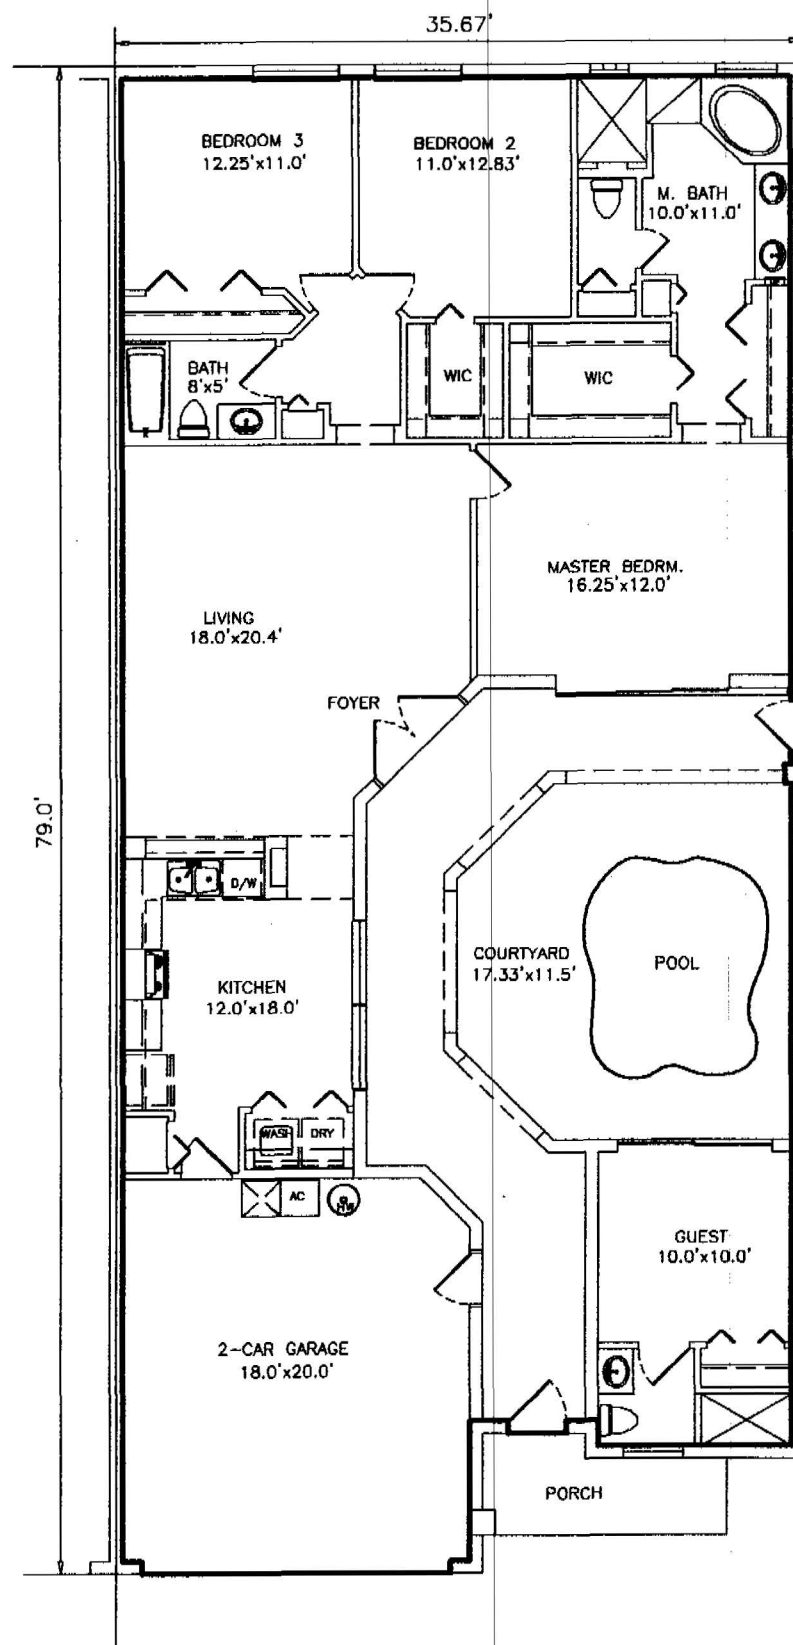 35.67'
BEDROOM 3
12.25'x11.0'
BEDROOM 2
11.0'x12.83'
M. BATH
10.0'x11.0'
BATH
8'x5'
WIC
WIC
MASTER BEDRM.
16.25'x12.0'
LIVING
18.0'x20.4'
FOYER
79.0'
D/W
KITCHEN
12.0'x18.0'
COURTYARD
17.33'x11.5'
POOL
WASH
DRY
AC
HW
GUEST
10.0'x10.0'
2-CAR GARAGE
18.0'x20.0'
PORCH